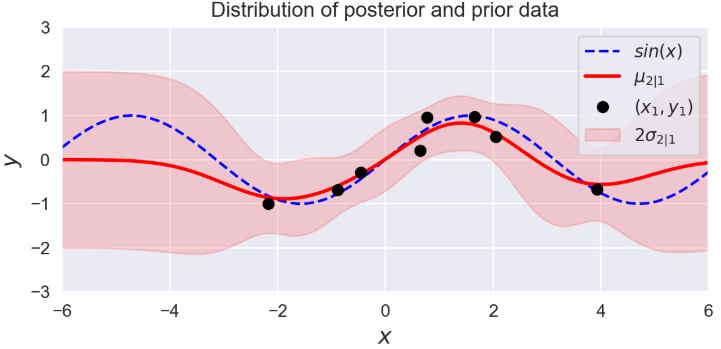 Distribution of posterior and prior data
3
2
1
0
−1
−2
−3
y
−6
−4
−2
0
2
4
6
x
sin(x)
μ2|1
(x1, y1)
2σ2|1